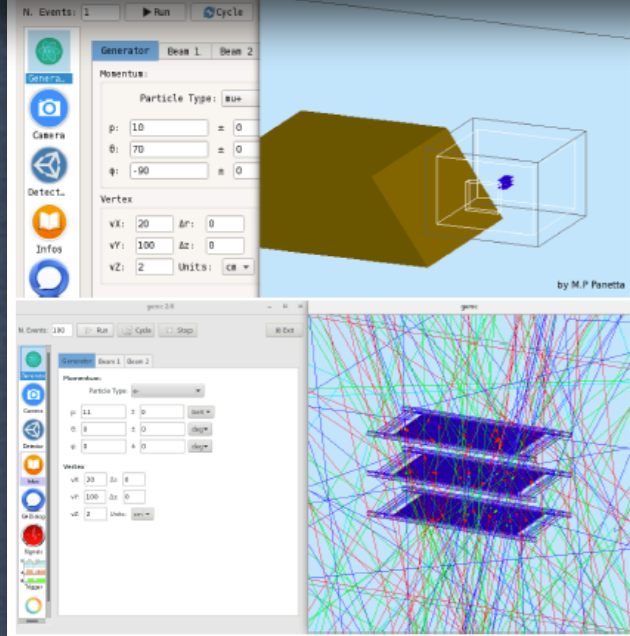 N. Events: 1 Run Cycle
Genera…
Camera
Detect…
Infos
Generator Beam 1 Beam 2
Momentum:
Particle Type: mu+
p: 10 ± 0
θ: 70 ± 0
φ: -90 ± 0
Vertex
vX: 20 Δr: 0
vY: 100 Δz: 0
vZ: 2 Units: cm
by M.P Panetta
gemc 2.6
gemc
N. Events: 100 Run Cycle Stop Exit
Generator
Camera
Detector
Infos
Signals
Trigger
Generator Beam 1 Beam 2
Momentum:
Particle Type: e-
p: 11 ± 0
θ: 0 ± 0 deg
φ: 0 ± 0 deg
Vertex
vX: 20 Δr: 0
vY: 100 Δz: 0
vZ: 2 Units: cm